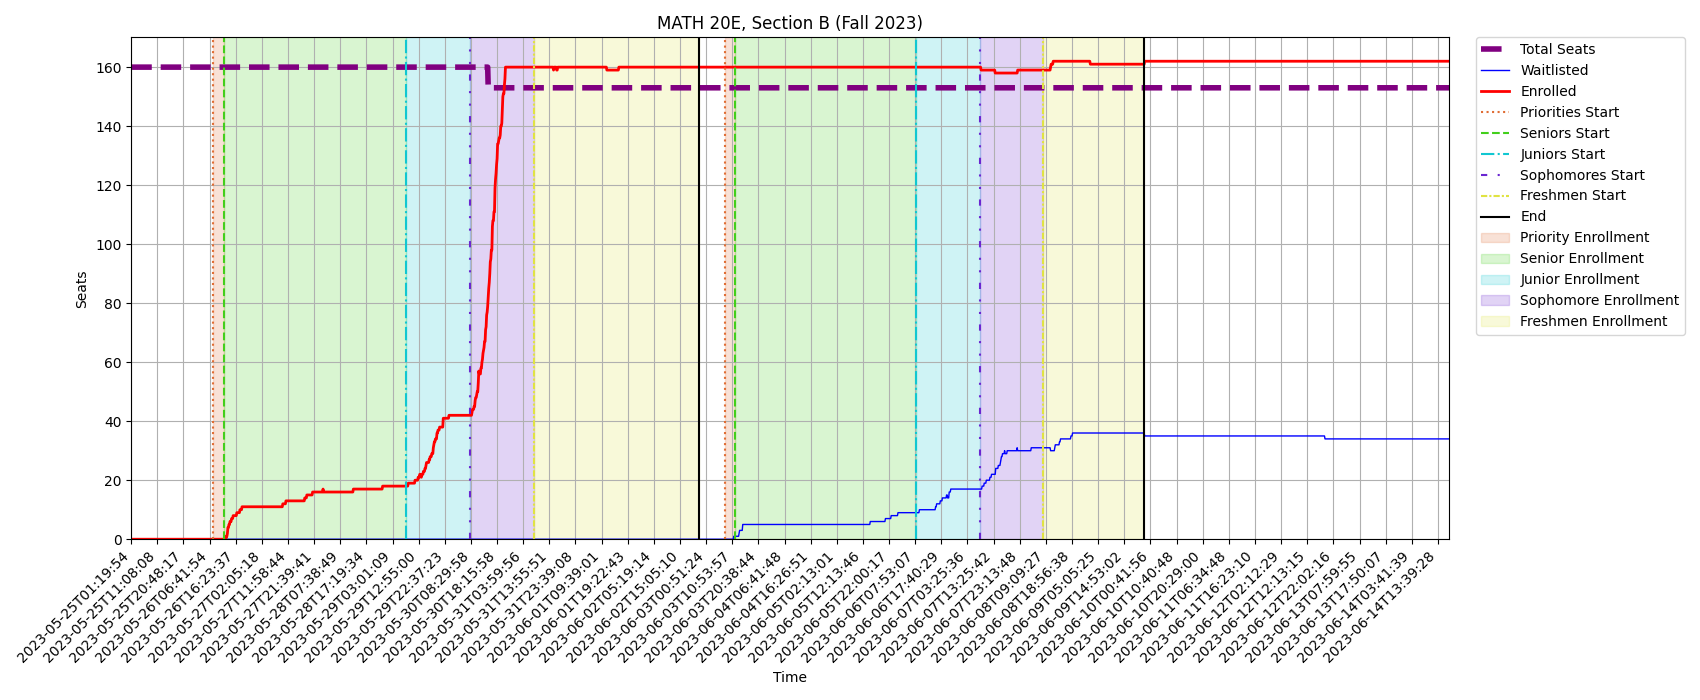 MATH 20E, Section B (Fall 2023)
Seats
160
140
120
100
80
60
40
20
0
2023-05-25T01:19:54
2023-05-25T11:08:08
2023-05-25T20:48:17
2023-05-26T06:41:54
2023-05-26T16:23:37
2023-05-27T02:05:18
2023-05-27T11:58:44
2023-05-27T21:39:41
2023-05-28T07:38:49
2023-05-28T17:19:34
2023-05-29T03:01:09
2023-05-29T12:55:00
2023-05-29T22:37:23
2023-05-30T08:29:58
2023-05-30T18:15:58
2023-05-31T03:59:56
2023-05-31T13:55:51
2023-05-31T23:39:08
2023-06-01T09:39:01
2023-06-01T19:22:43
2023-06-02T05:19:14
2023-06-02T15:05:10
2023-06-03T00:51:24
2023-06-03T10:53:57
2023-06-03T20:38:44
2023-06-04T06:41:48
2023-06-04T16:26:51
2023-06-05T02:13:01
2023-06-05T12:13:46
2023-06-05T22:00:17
2023-06-06T07:53:07
2023-06-06T17:40:29
2023-06-07T03:25:36
2023-06-07T13:25:42
2023-06-07T23:13:48
2023-06-08T09:09:27
2023-06-08T18:56:38
2023-06-09T05:05:25
2023-06-09T14:53:02
2023-06-10T00:41:56
2023-06-10T10:40:48
2023-06-10T20:29:00
2023-06-11T06:34:48
2023-06-11T16:23:10
2023-06-12T02:12:29
2023-06-12T12:13:15
2023-06-12T22:02:16
2023-06-13T07:59:55
2023-06-13T17:50:07
2023-06-14T03:41:39
2023-06-14T13:39:28
Time
Total Seats
Waitlisted
Enrolled
Priorities Start
Seniors Start
Juniors Start
Sophomores Start
Freshmen Start
End
Priority Enrollment
Senior Enrollment
Junior Enrollment
Sophomore Enrollment
Freshmen Enrollment